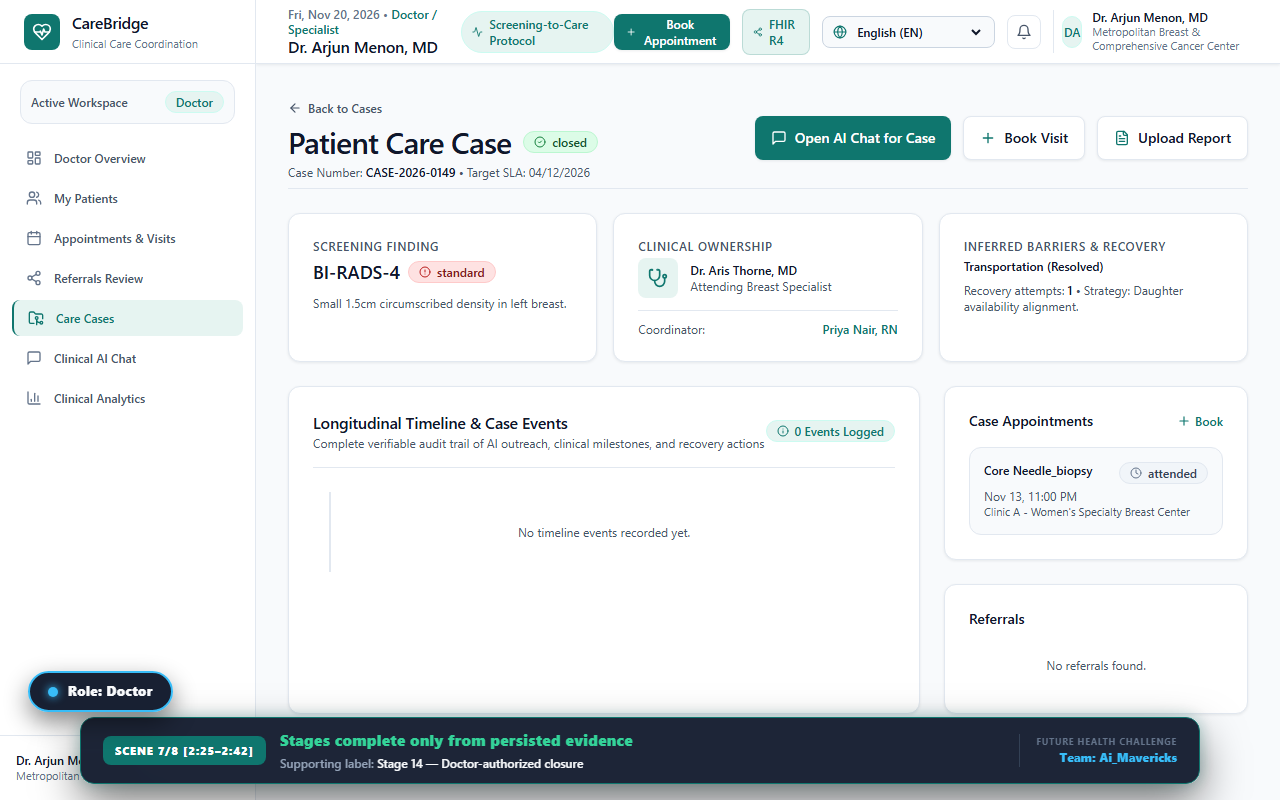 CareBridge
Clinical Care Coordination
Fri, Nov 20, 2026 • Doctor /
Specialist
Dr. Arjun Menon, MD
Screening-to-Care
Protocol
Book
Appointment
FHIR
R4
English (EN)
DA
Dr. Arjun Menon, MD
Metropolitan Breast &
Comprehensive Cancer Center
Active Workspace
Doctor
Doctor Overview
My Patients
Appointments & Visits
Referrals Review
Care Cases
Clinical AI Chat
Clinical Analytics
Back to Cases
Patient Care Case
closed
Case Number: CASE-2026-0149 • Target SLA: 04/12/2026
Open AI Chat for Case
Book Visit
Upload Report
SCREENING FINDING
BI-RADS-4
standard
Small 1.5cm circumscribed density in left breast.
CLINICAL OWNERSHIP
Dr. Aris Thorne, MD
Attending Breast Specialist
Coordinator:
Priya Nair, RN
INFERRED BARRIERS & RECOVERY
Transportation (Resolved)
Recovery attempts: 1 • Strategy: Daughter
availability alignment.
Longitudinal Timeline & Case Events
Complete verifiable audit trail of AI outreach, clinical milestones, and recovery actions
0 Events Logged
No timeline events recorded yet.
Case Appointments
Book
Core Needle_biopsy
attended
Nov 13, 11:00 PM
Clinic A - Women's Specialty Breast Center
Referrals
No referrals found.
Role: Doctor
Dr. Arjun M
Metropolitan
SCENE 7/8 [2:25–2:42]
Stages complete only from persisted evidence
Supporting label: Stage 14 — Doctor-authorized closure
FUTURE HEALTH CHALLENGE
Team: Ai_Mavericks